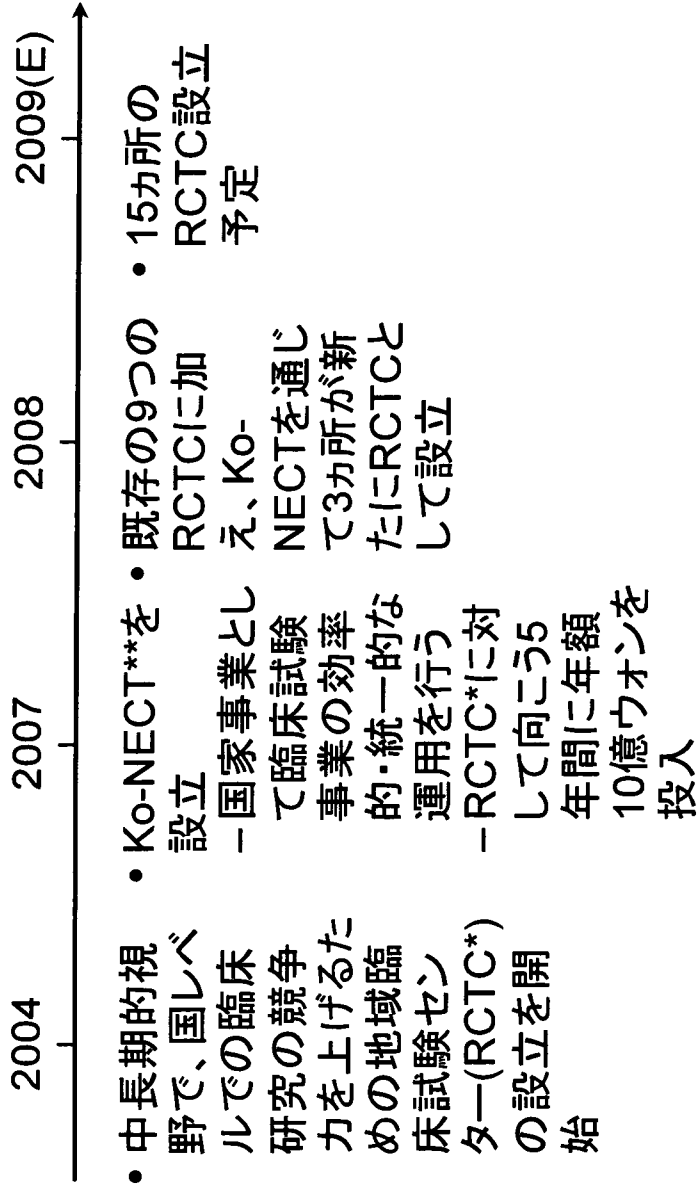 2004
2007
2008
2009(E)
• 中長期的視
野で、国レベ
ルでの臨床
研究の競争
力を上げるた
めの地域臨
床試験セン
ター(RCTC*)
の設立を開
始
• Ko-NECT**を
設立
－国家事業とし
て臨床試験
事業の効率
的・統一的な
運用を行う
－RCTC*に対
して向こう5
年間に年額
10億ウォンを
投入
• 既存の9つの
RCTCに加
え、Ko-
NECTを通じ
て3ヵ所が新
たにRCTCと
して設立
• 15ヵ所の
RCTC設立
予定